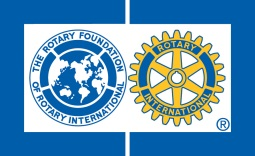 THE ROTARY FOUNDATION
OF ROTARY INTERNATIONAL
ROTARY
INTERNATIONAL
®